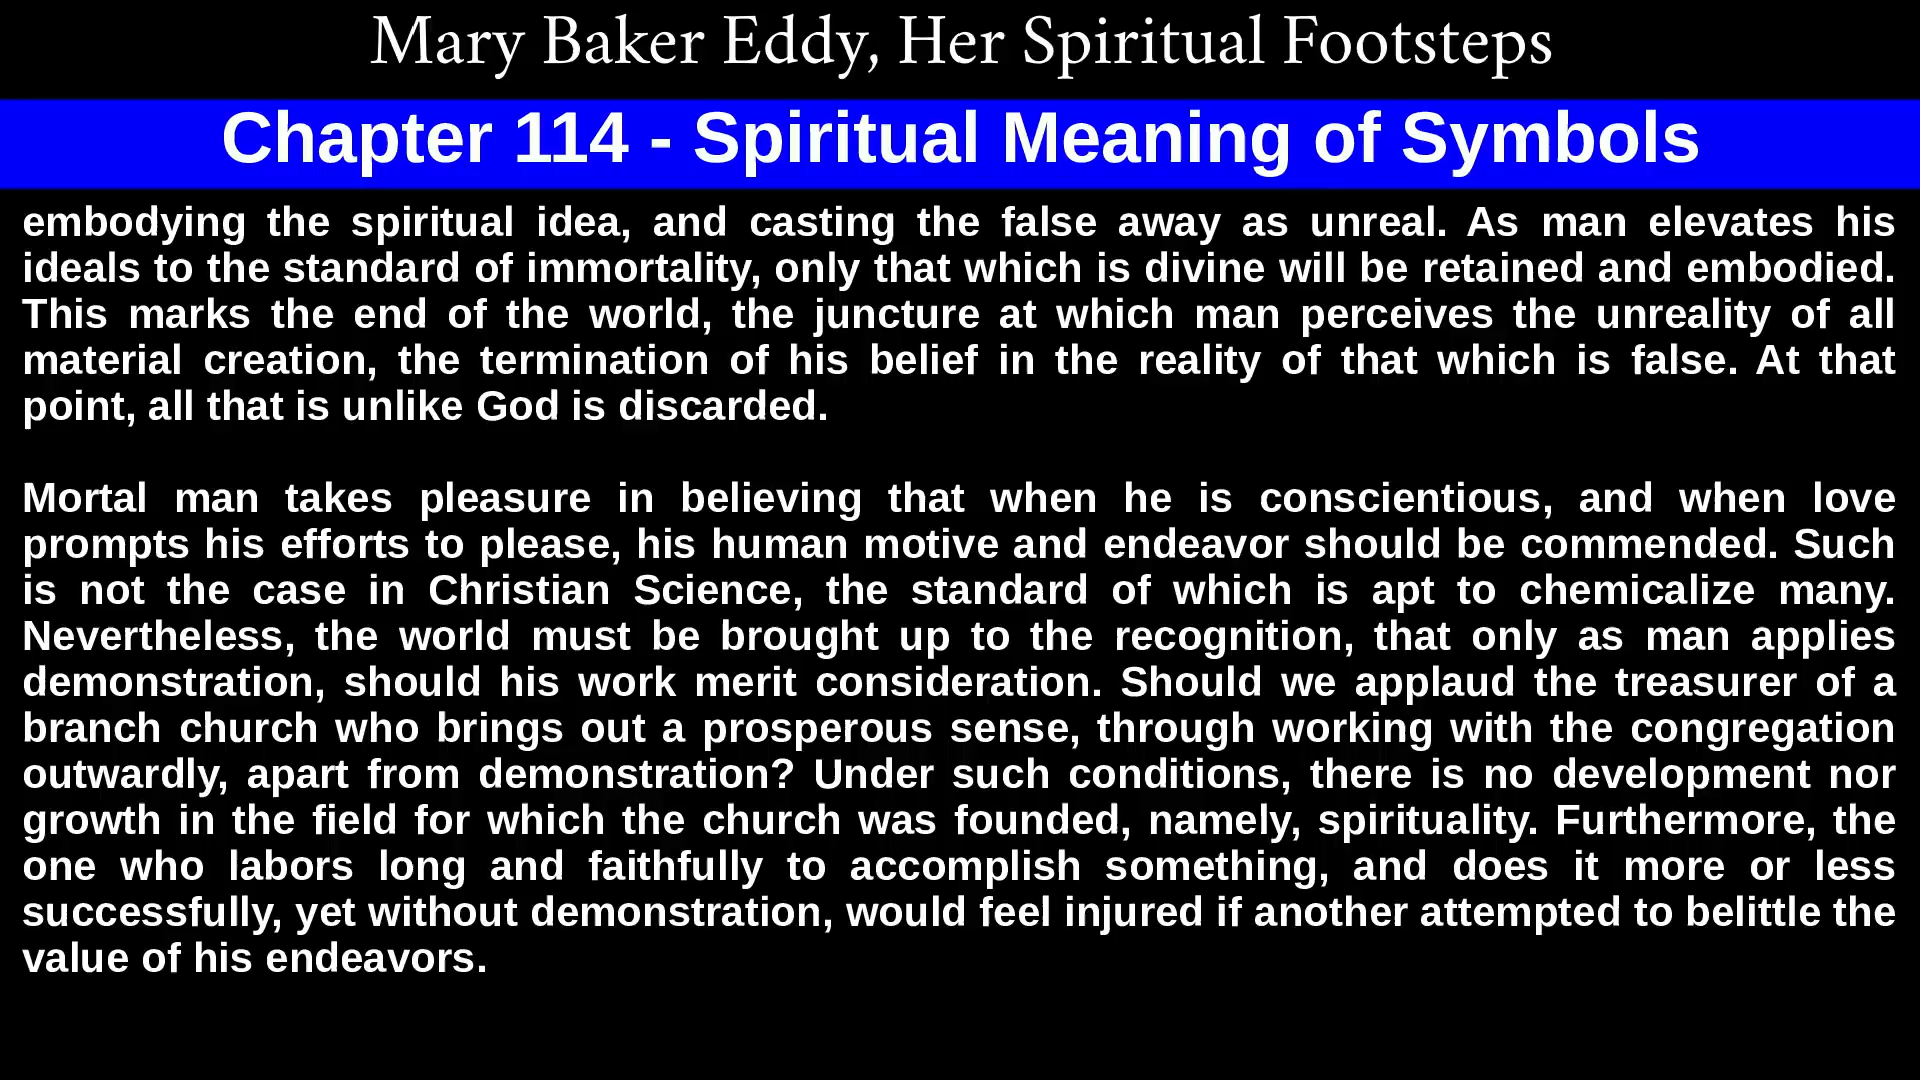 Mary Baker Eddy, Her Spiritual Footsteps
Chapter 114 - Spiritual Meaning of Symbols
embodying the spiritual idea, and casting the false away as unreal. As man elevates his
ideals to the standard of immortality, only that which is divine will be retained and embodied.
This marks the end of the world, the juncture at which man perceives the unreality of all
material creation, the termination of his belief in the reality of that which is false. At that
point, all that is unlike God is discarded.
Mortal man takes pleasure in believing that when he is conscientious, and when love
prompts his efforts to please, his human motive and endeavor should be commended. Such
is not the case in Christian Science, the standard of which is apt to chemicalize many.
Nevertheless, the world must be brought up to the recognition, that only as man applies
demonstration, should his work merit consideration. Should we applaud the treasurer of a
branch church who brings out a prosperous sense, through working with the congregation
outwardly, apart from demonstration? Under such conditions, there is no development nor
growth in the field for which the church was founded, namely, spirituality. Furthermore, the
one who labors long and faithfully to accomplish something, and does it more or less
successfully, yet without demonstration, would feel injured if another attempted to belittle the
value of his endeavors.